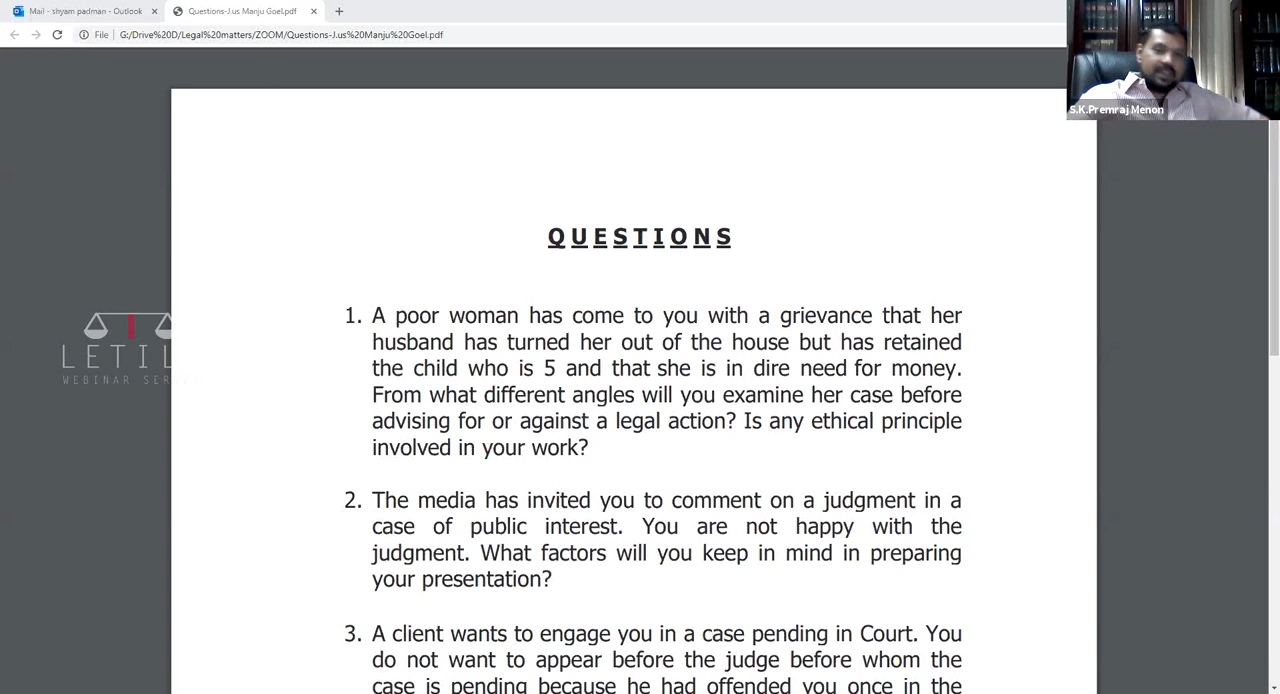 Mail - shyam padman - Outlook
Questions-J.us Manju Goel.pdf
File
G:/Drive%20D/Legal%20matters/ZOOM/Questions-J.us%20Manju%20Goel.pdf
S.K.Premraj Menon
QUESTIONS
1. A poor woman has come to you with a grievance that her
husband has turned her out of the house but has retained
the child who is 5 and that she is in dire need for money.
From what different angles will you examine her case before
advising for or against a legal action? Is any ethical principle
involved in your work?
LETIL
WEBINAR SER
2. The media has invited you to comment on a judgment in a
case of public interest. You are not happy with the
judgment. What factors will you keep in mind in preparing
your presentation?
3. A client wants to engage you in a case pending in Court. You
do not want to appear before the judge before whom the
case is pending because he had offended you once in the